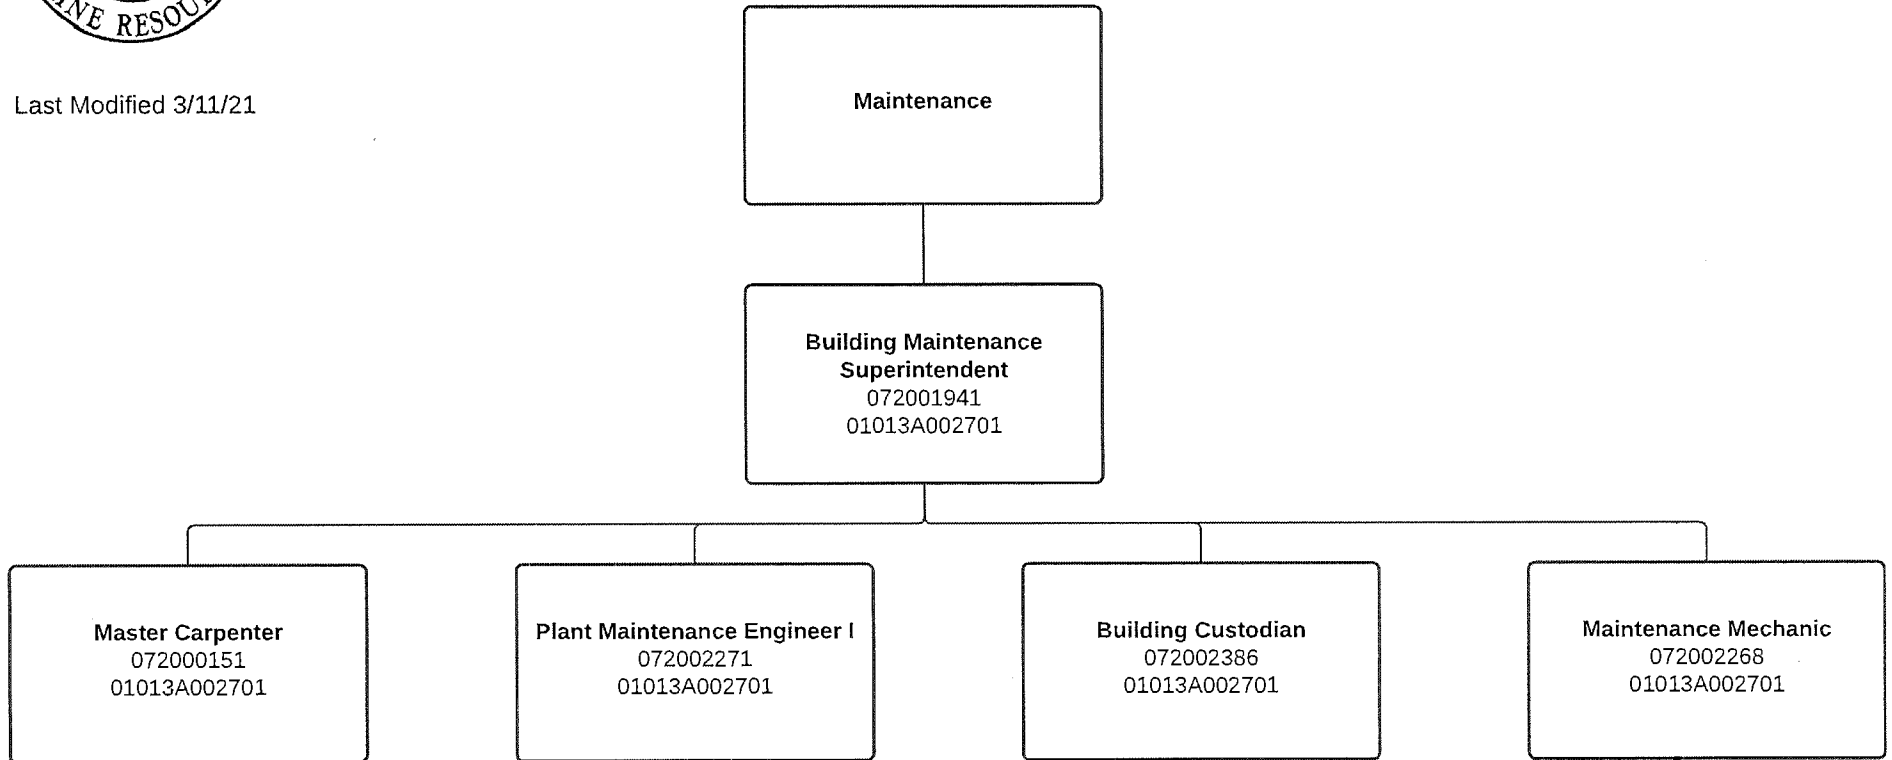 INE RESOU
Last Modified 3/11/21
Maintenance
Building Maintenance
Superintendent
072001941
01013A002701
Master Carpenter
072000151
01013A002701
Plant Maintenance Engineer I
072002271
01013A002701
Building Custodian
072002386
01013A002701
Maintenance Mechanic
072002268
01013A002701